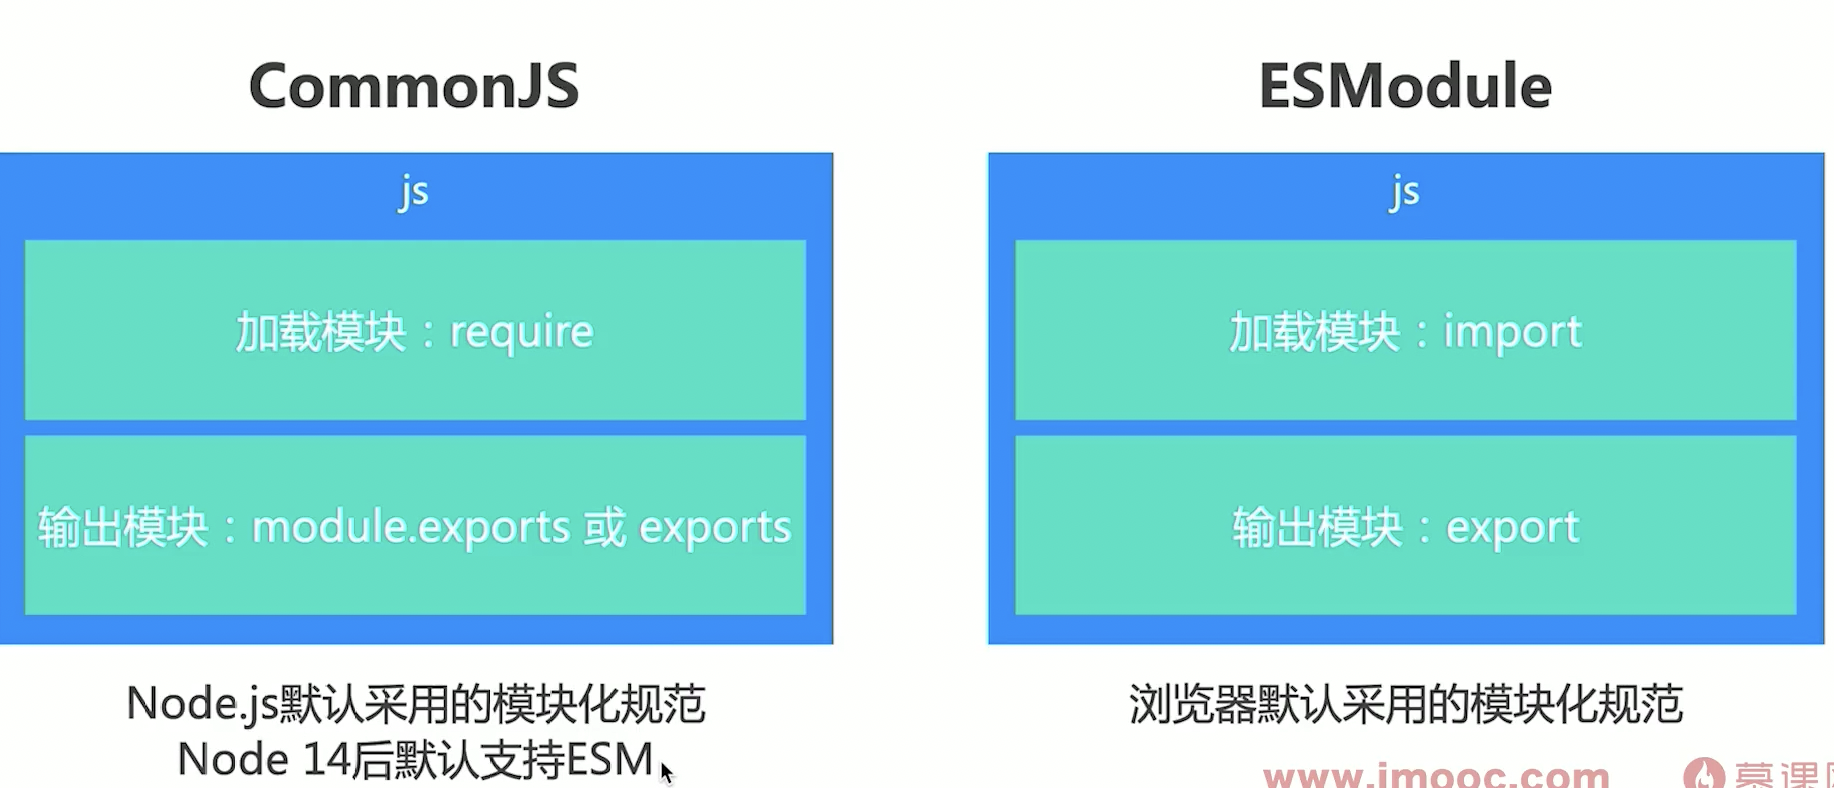 CommonJS
js
加载模块：require
输出模块：module.exports 或 exports
Node.js默认采用的模块化规范
Node 14后默认支持ESM
ESModule
js
加载模块：import
输出模块：export
浏览器默认采用的模块化规范
www.imooc.com
慕课网